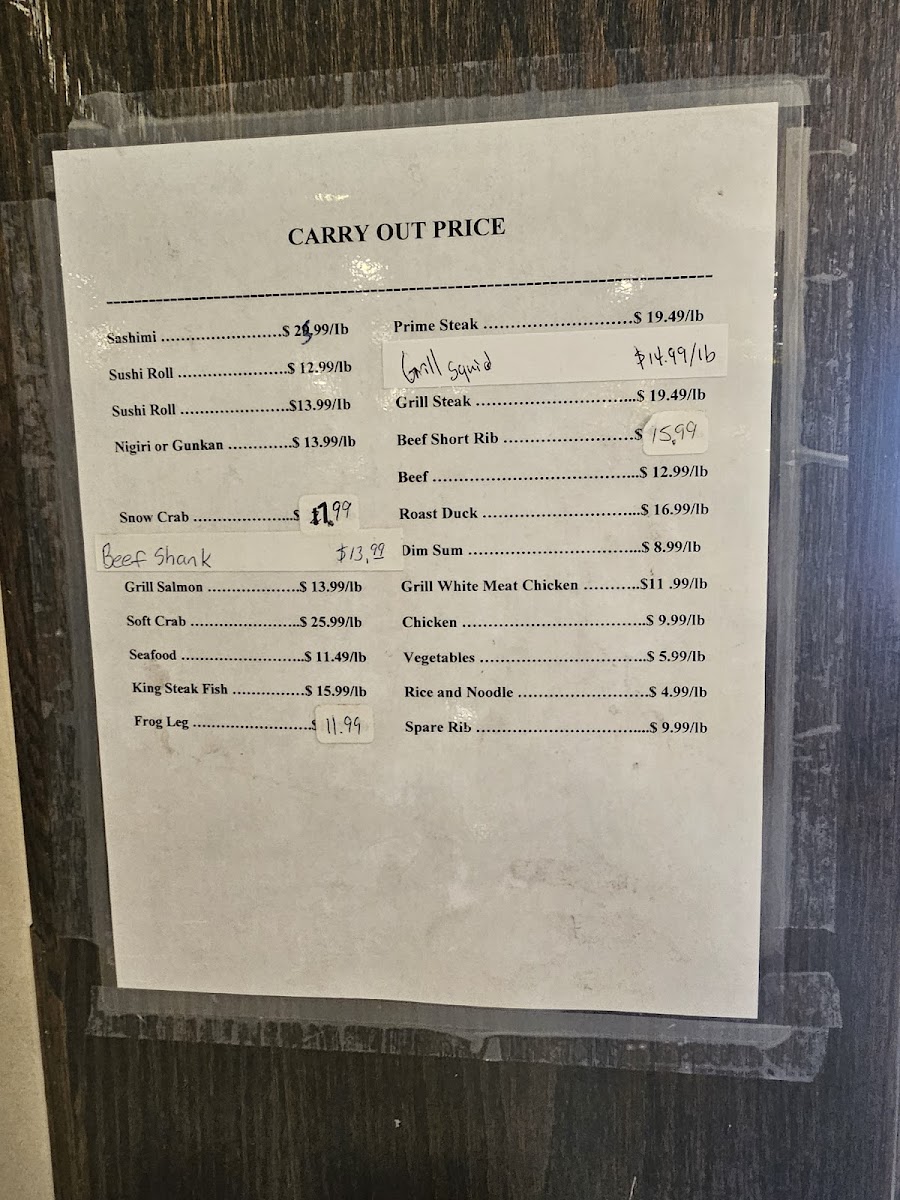 CARRY OUT PRICE
Sashimi ......................$
Sushi Roll ....................$ 12.99/lb
Sushi Roll ....................$13.99/lb
Nigiri or Gunkan ............$ 13.99/lb
Snow Crab ....................$ 17.99
Beef Shank $13.99
Grill Salmon .................$ 13.99/lb
Soft Crab ....................$ 25.99/lb
Seafood ......................$ 11.49/lb
King Steak Fish .............$ 15.99/lb
Frog Leg ......................$ 11.99
Prime Steak ...........................$ 19.49/lb
Grill Squid $14.99/lb
Grill Steak .............................$ 19.49/lb
Beef Short Rib ........................$ 15.99
Beef ......................................$ 12.99/lb
Roast Duck ............................$ 16.99/lb
Dim Sum ...............................$ 8.99/lb
Grill White Meat Chicken ..........$11 .99/lb
Chicken .................................$ 9.99/lb
Vegetables .............................$ 5.99/lb
Rice and Noodle ......................$ 4.99/lb
Spare Rib ...............................$ 9.99/lb